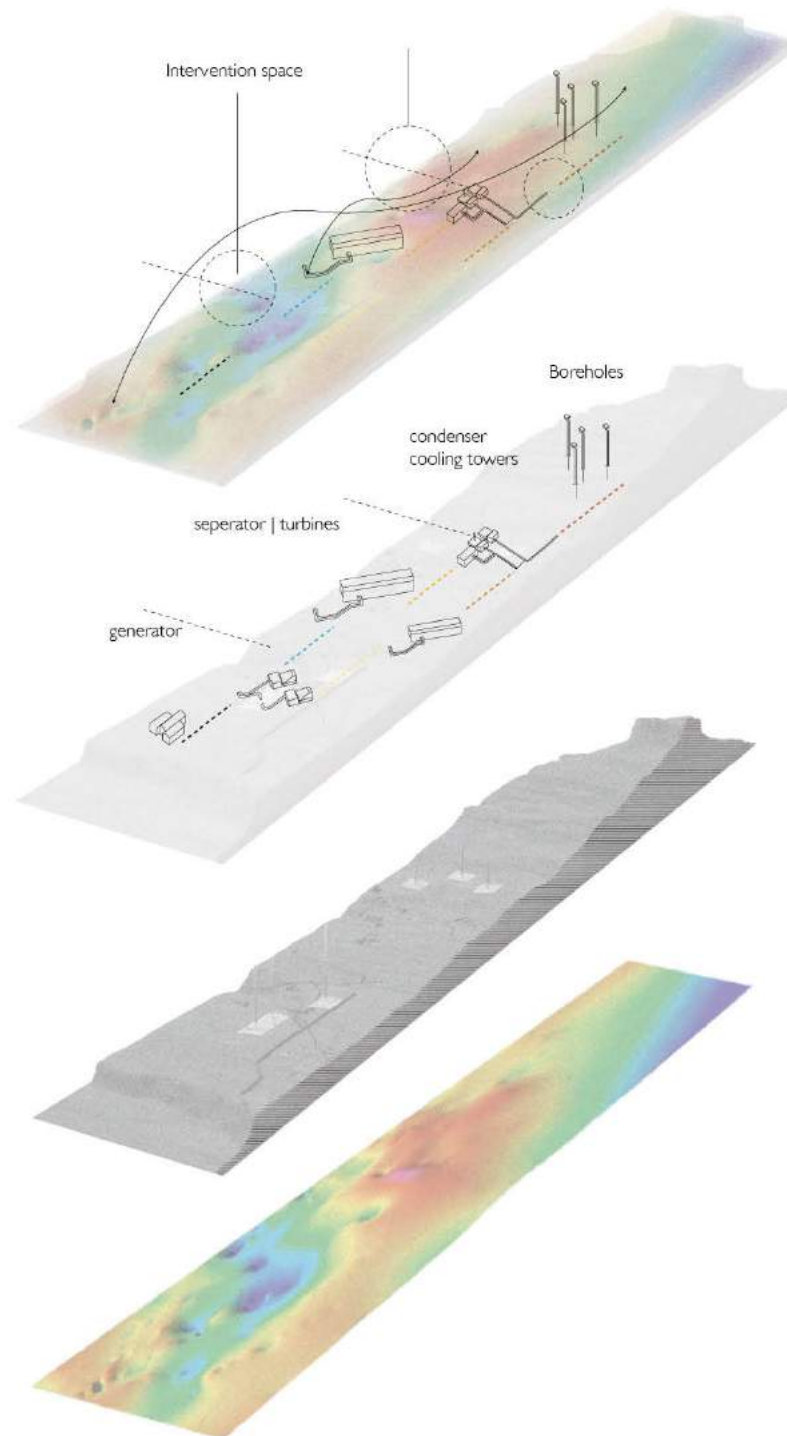 Intervention space
Boreholes
condenser
cooling towers
seperator | turbines
generator